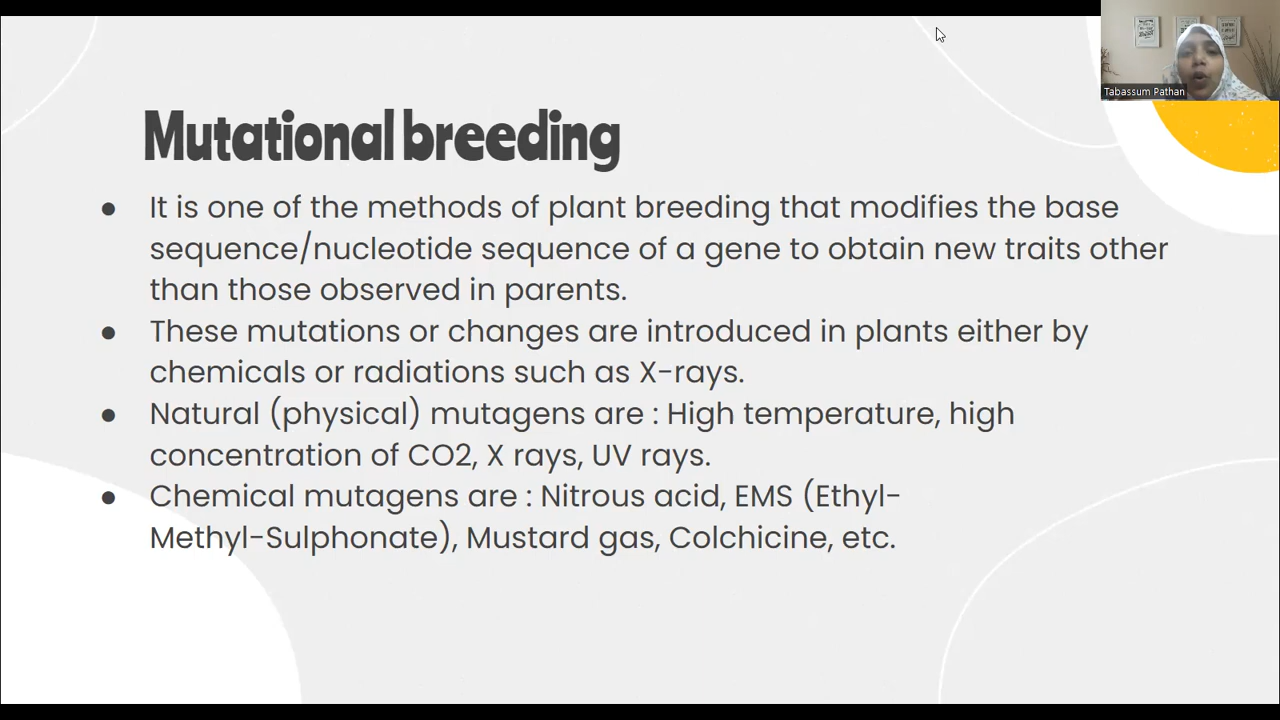 Mutational breeding
● It is one of the methods of plant breeding that modifies the base
sequence/nucleotide sequence of a gene to obtain new traits other
than those observed in parents.
● These mutations or changes are introduced in plants either by
chemicals or radiations such as X-rays.
● Natural (physical) mutagens are : High temperature, high
concentration of CO2, X rays, UV rays.
● Chemical mutagens are : Nitrous acid, EMS (Ethyl-
Methyl-Sulphonate), Mustard gas, Colchicine, etc.
Tabassum Pathan